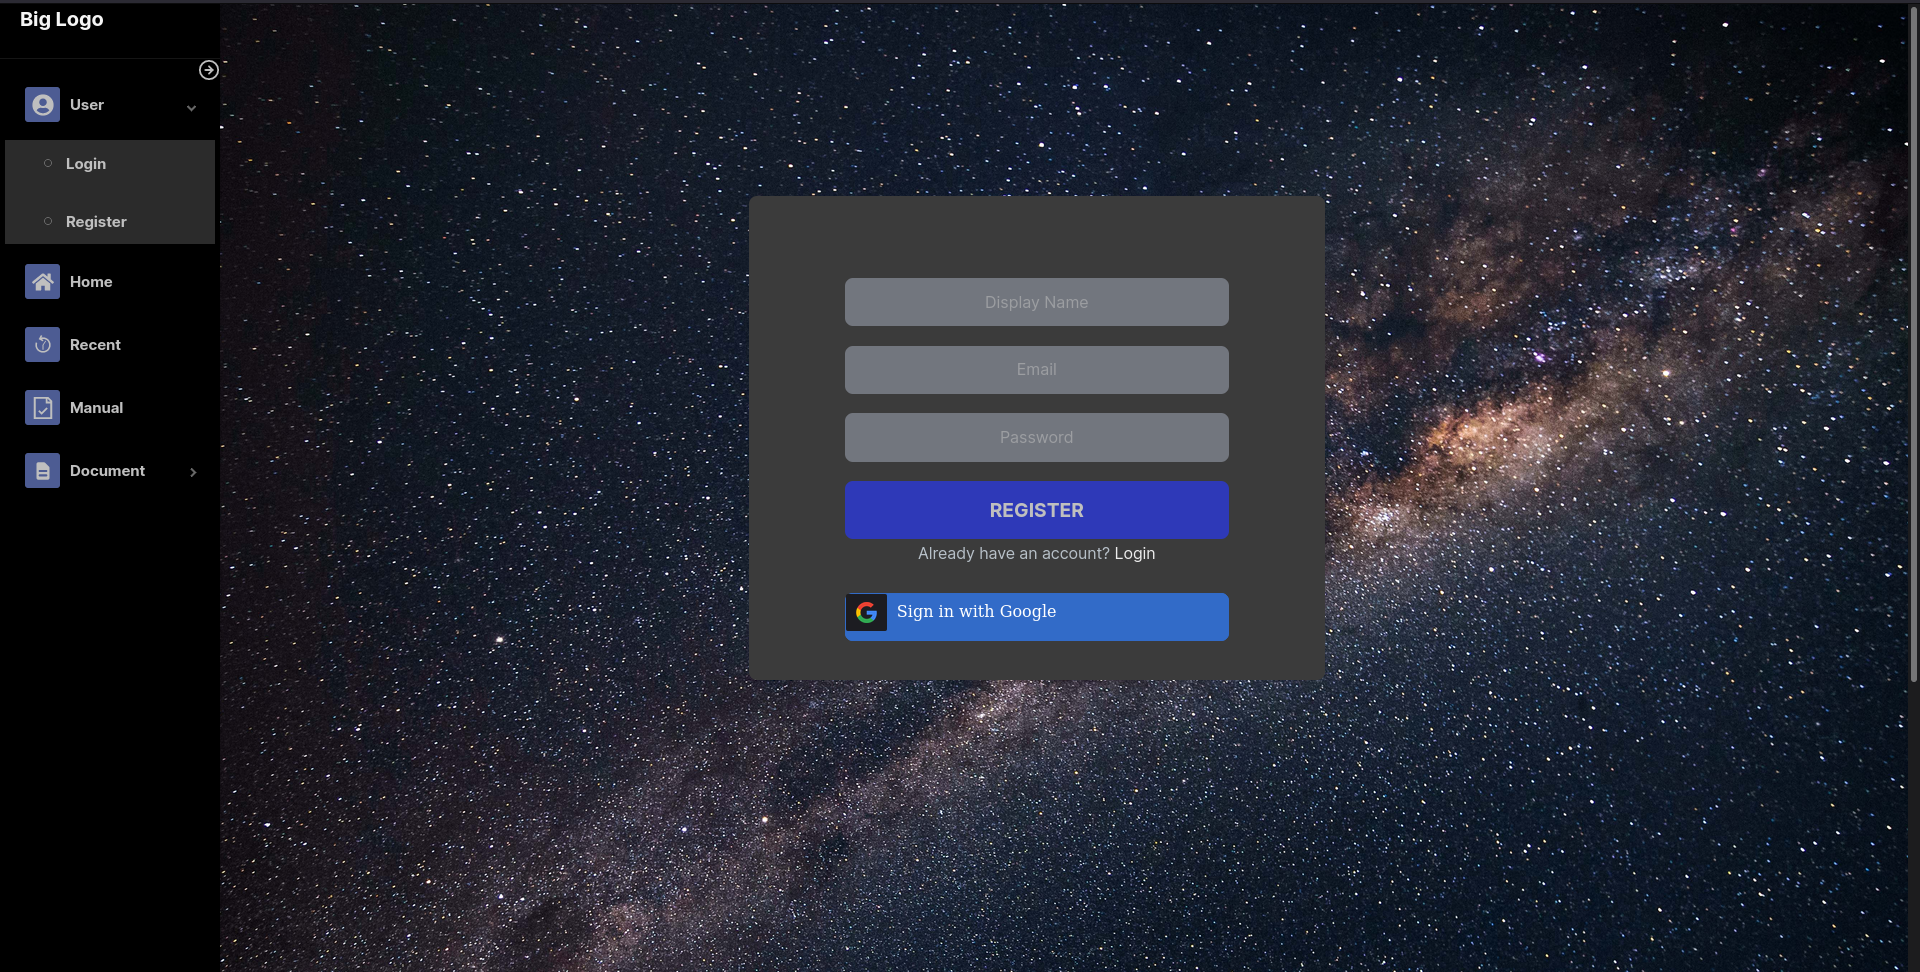 Big Logo
User
Login
Register
Home
Recent
Manual
Document
Display Name
Email
Password
REGISTER
Already have an account? Login
Sign in with Google